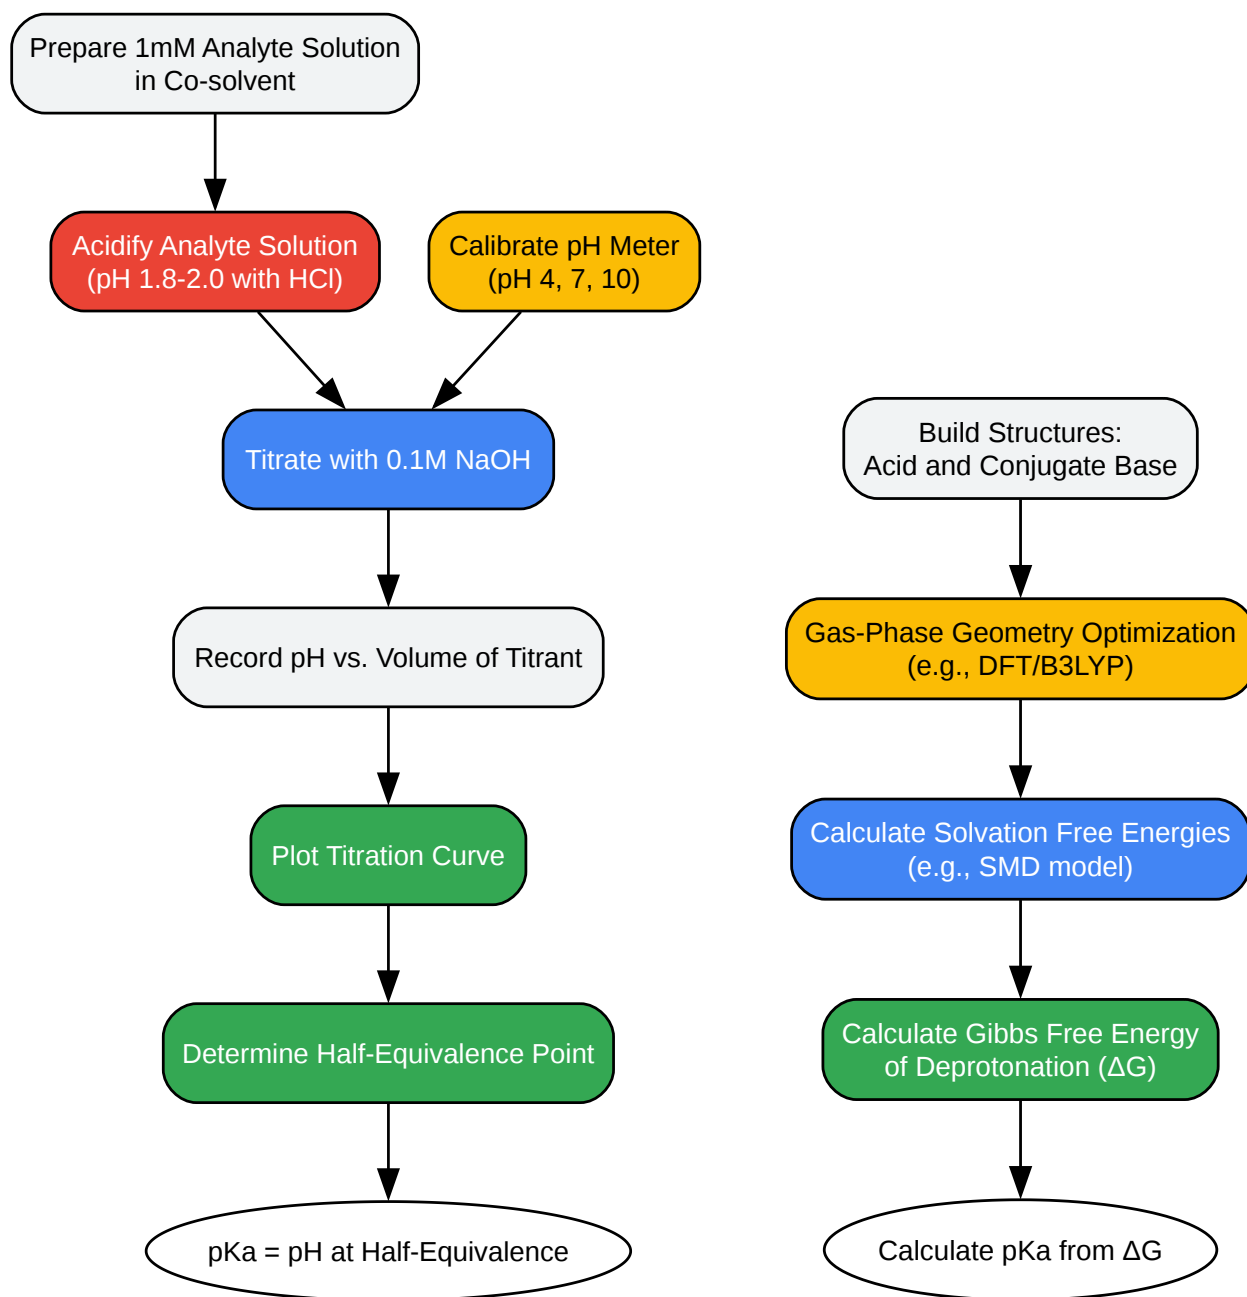 Prepare 1mM Analyte Solution
in Co-solvent
Acidify Analyte Solution
(pH 1.8-2.0 with HCl)
Calibrate pH Meter
(pH 4, 7, 10)
Titrate with 0.1M NaOH
Record pH vs. Volume of Titrant
Plot Titration Curve
Determine Half-Equivalence Point
pKa = pH at Half-Equivalence
Build Structures:
Acid and Conjugate Base
Gas-Phase Geometry Optimization
(e.g., DFT/B3LYP)
Calculate Solvation Free Energies
(e.g., SMD model)
Calculate Gibbs Free Energy
of Deprotonation (ΔG)
Calculate pKa from ΔG